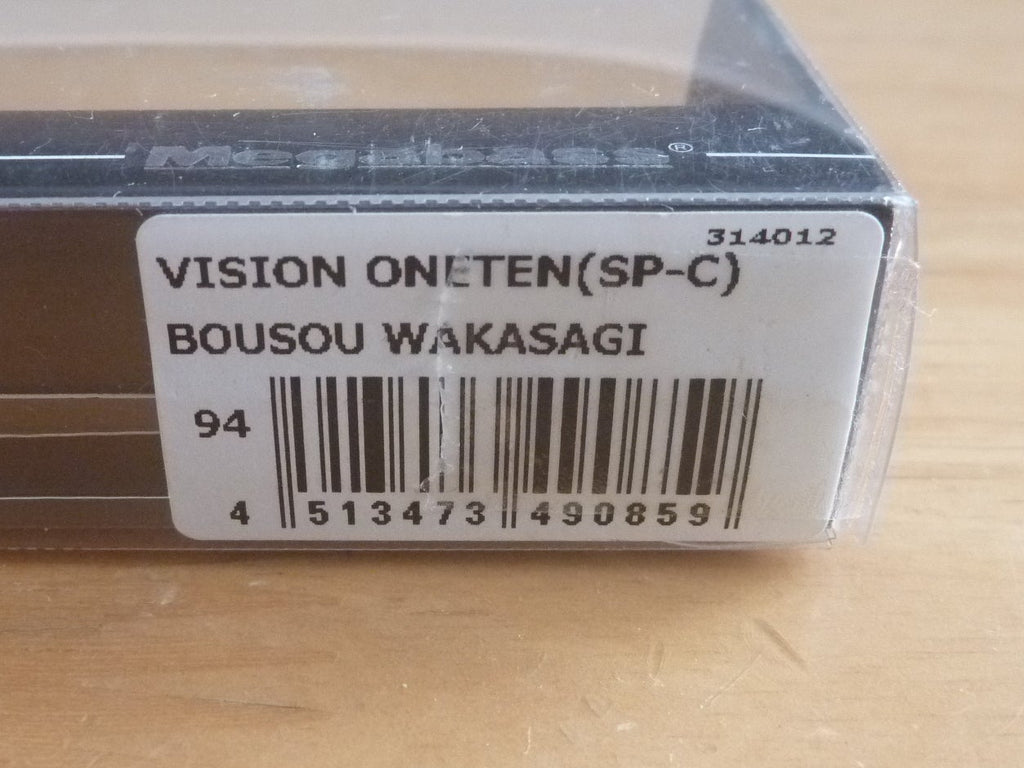 Megabass®
314012
VISION ONETEN(SP-C)
BOUSOU WAKASAGI
94
4 513473 490859